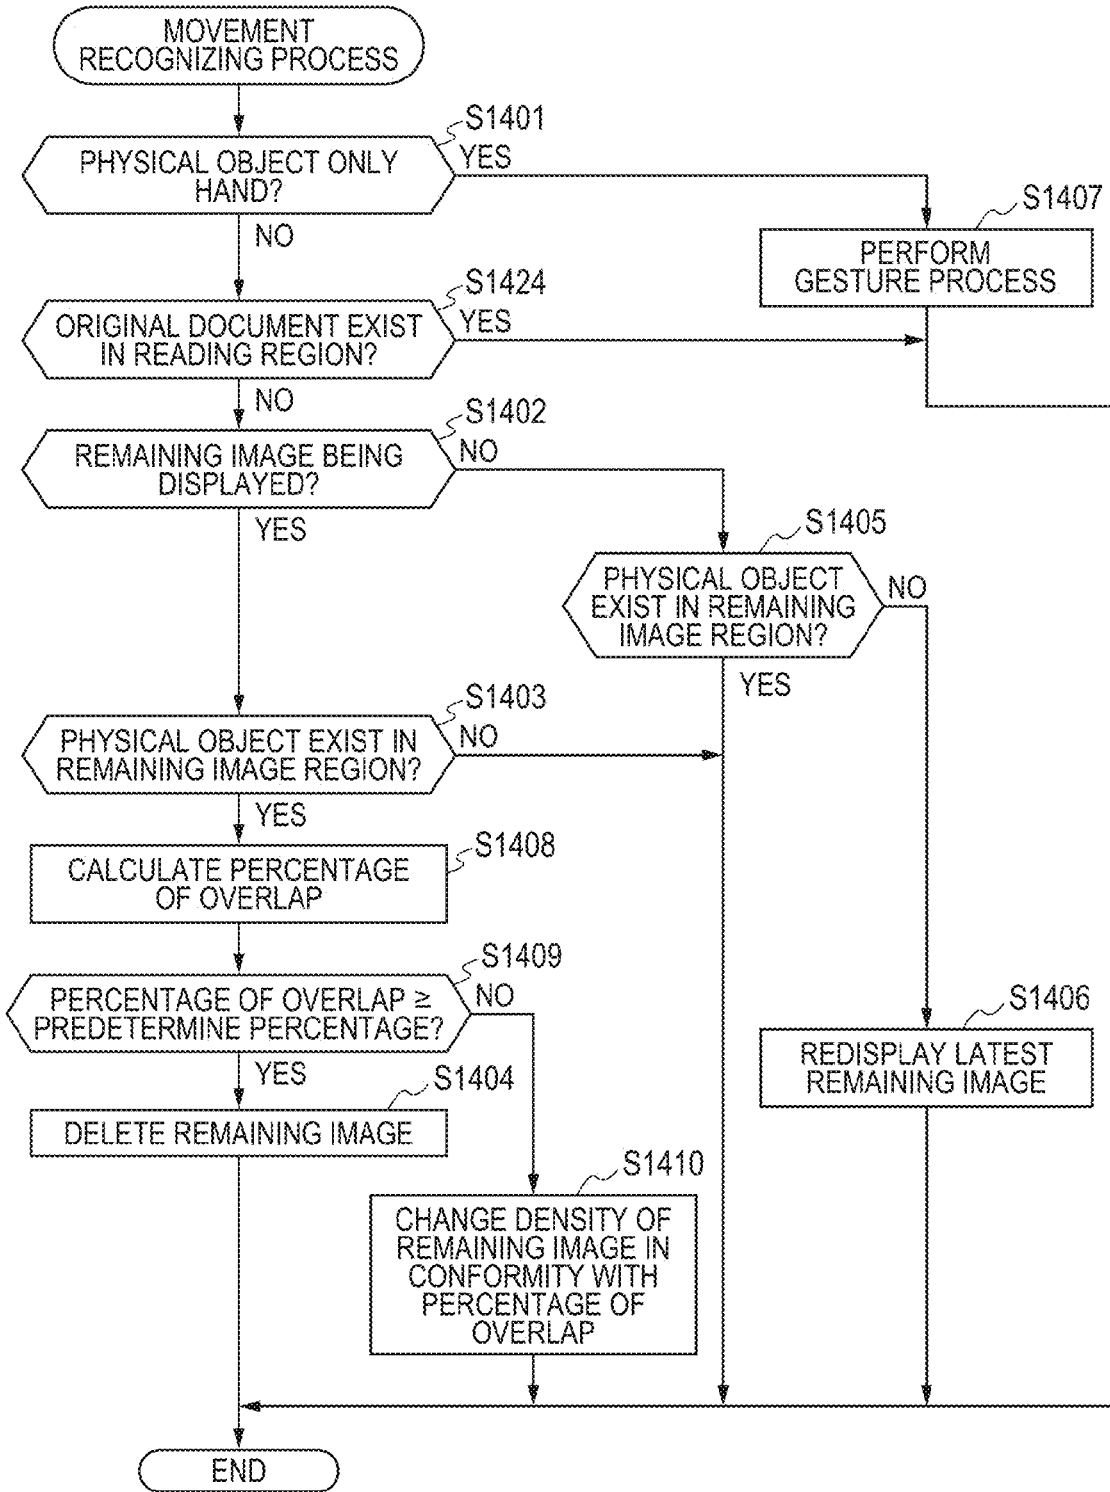 MOVEMENT
RECOGNIZING PROCESS
S1401
PHYSICAL OBJECT ONLY
HAND?
YES
NO
S1407
PERFORM
GESTURE PROCESS
S1424
ORIGINAL DOCUMENT EXIST
IN READING REGION?
YES
NO
S1402
REMAINING IMAGE BEING
DISPLAYED?
NO
YES
S1405
PHYSICAL OBJECT
EXIST IN REMAINING
IMAGE REGION?
NO
YES
S1403
PHYSICAL OBJECT EXIST IN
REMAINING IMAGE REGION?
NO
YES
S1408
CALCULATE PERCENTAGE
OF OVERLAP
S1409
PERCENTAGE OF OVERLAP ≥
PREDETERMINE PERCENTAGE?
NO
YES
S1406
REDISPLAY LATEST
REMAINING IMAGE
S1404
DELETE REMAINING IMAGE
S1410
CHANGE DENSITY OF
REMAINING IMAGE IN
CONFORMITY WITH
PERCENTAGE OF
OVERLAP
END